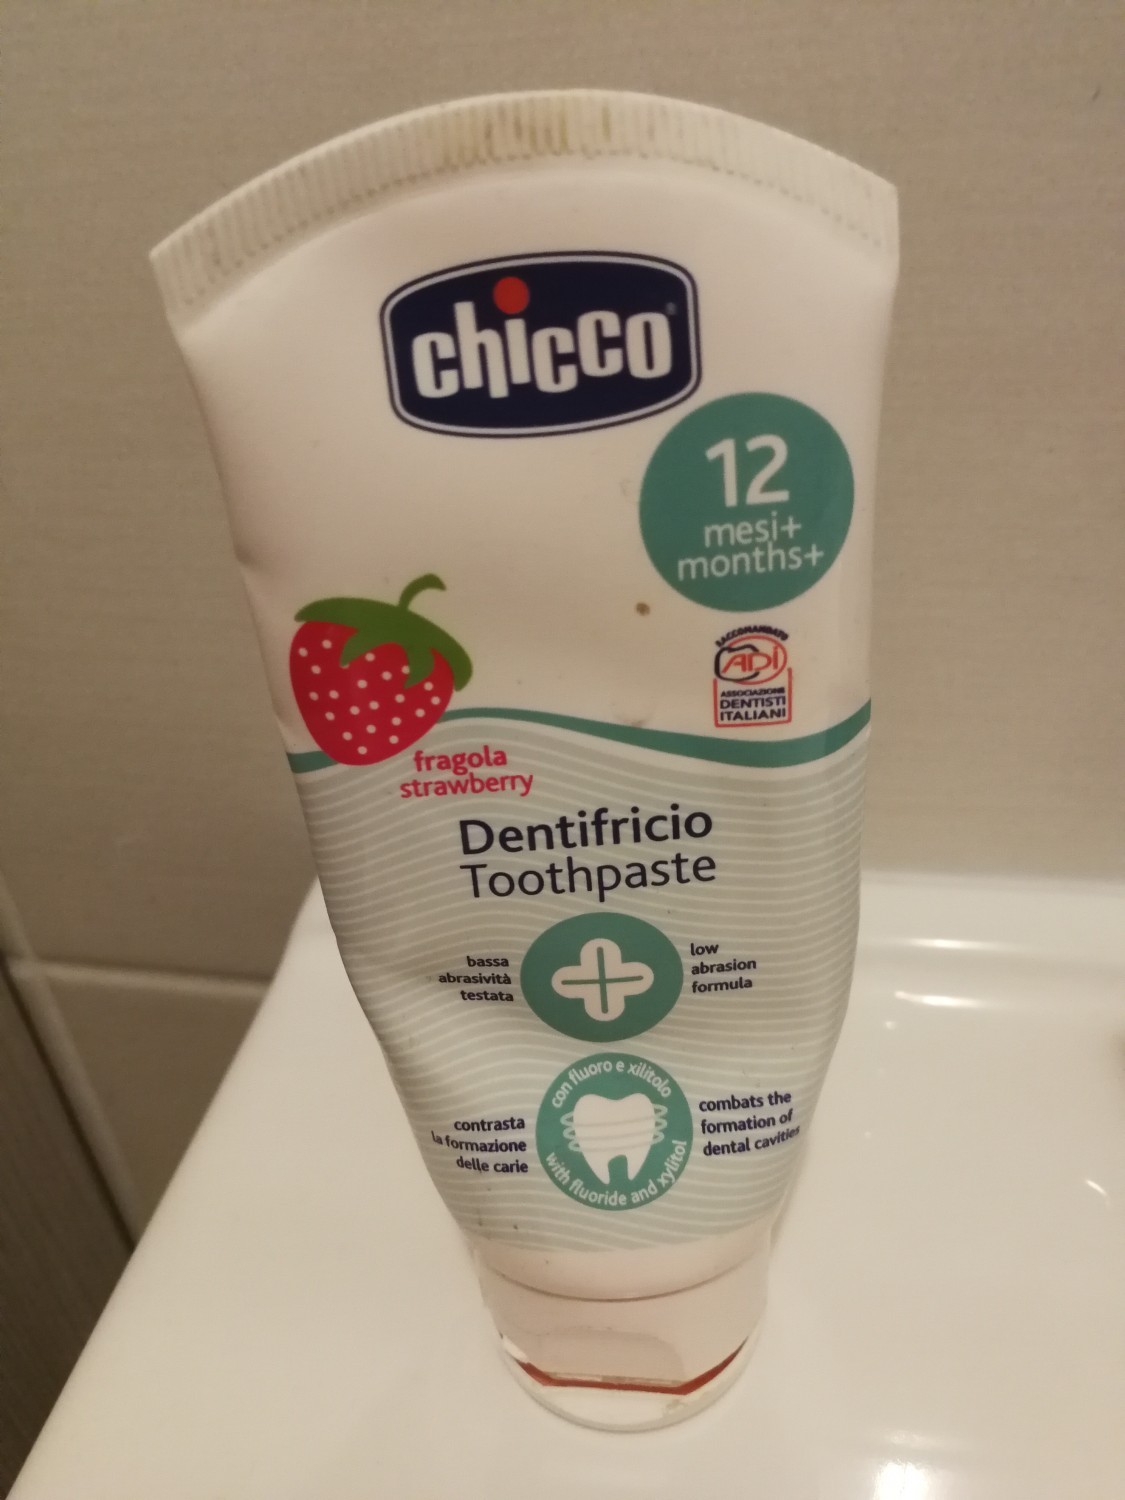 chicco®
12
mesi+
months+
RACCOMANDATO
ADI
ASSOCIAZIONE
DENTISTI
ITALIANI
fragola
strawberry
Dentifricio
Toothpaste
bassa
abrasività
testata
low
abrasion
formula
con fluoro e xilitolo
contrasta
la formazione
delle carie
combats the
formation of
dental cavities
with fluoride and xylitol